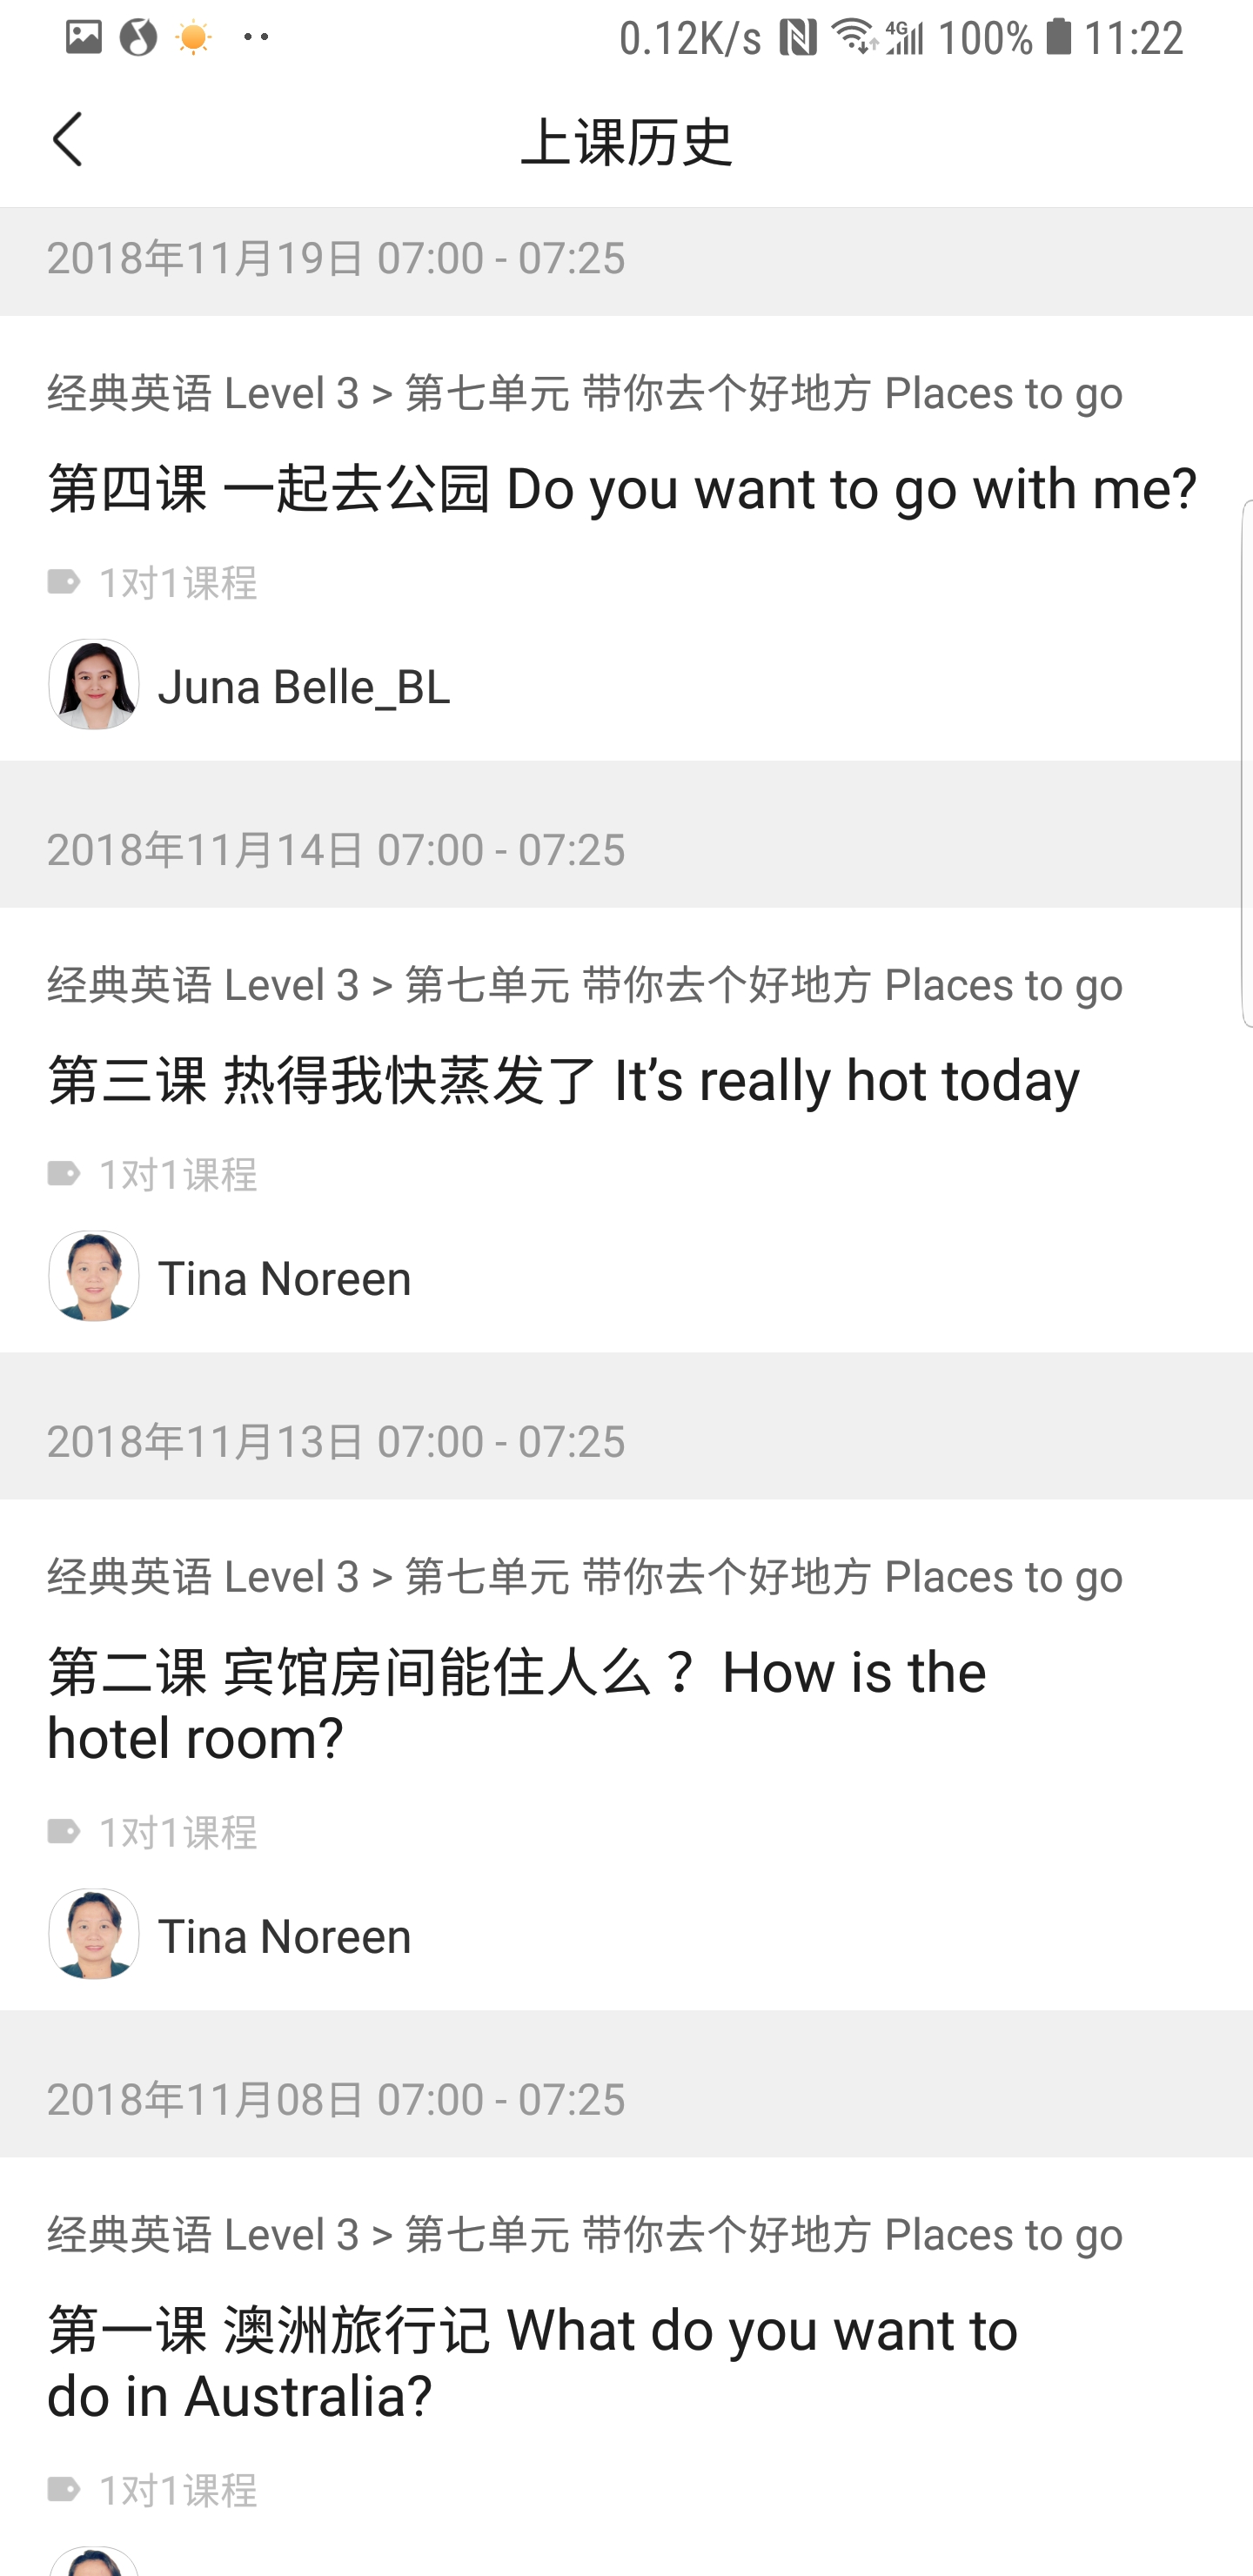 0.12K/s 4G 100% 11:22
上课历史
2018年11月19日 07:00 - 07:25
经典英语 Level 3 > 第七单元 带你去个好地方 Places to go
第四课 一起去公园 Do you want to go with me?
1对1课程
Juna Belle_BL
2018年11月14日 07:00 - 07:25
经典英语 Level 3 > 第七单元 带你去个好地方 Places to go
第三课 热得我快蒸发了 It’s really hot today
1对1课程
Tina Noreen
2018年11月13日 07:00 - 07:25
经典英语 Level 3 > 第七单元 带你去个好地方 Places to go
第二课 宾馆房间能住人么？ How is the
hotel room?
1对1课程
Tina Noreen
2018年11月08日 07:00 - 07:25
经典英语 Level 3 > 第七单元 带你去个好地方 Places to go
第一课 澳洲旅行记 What do you want to
do in Australia?
1对1课程